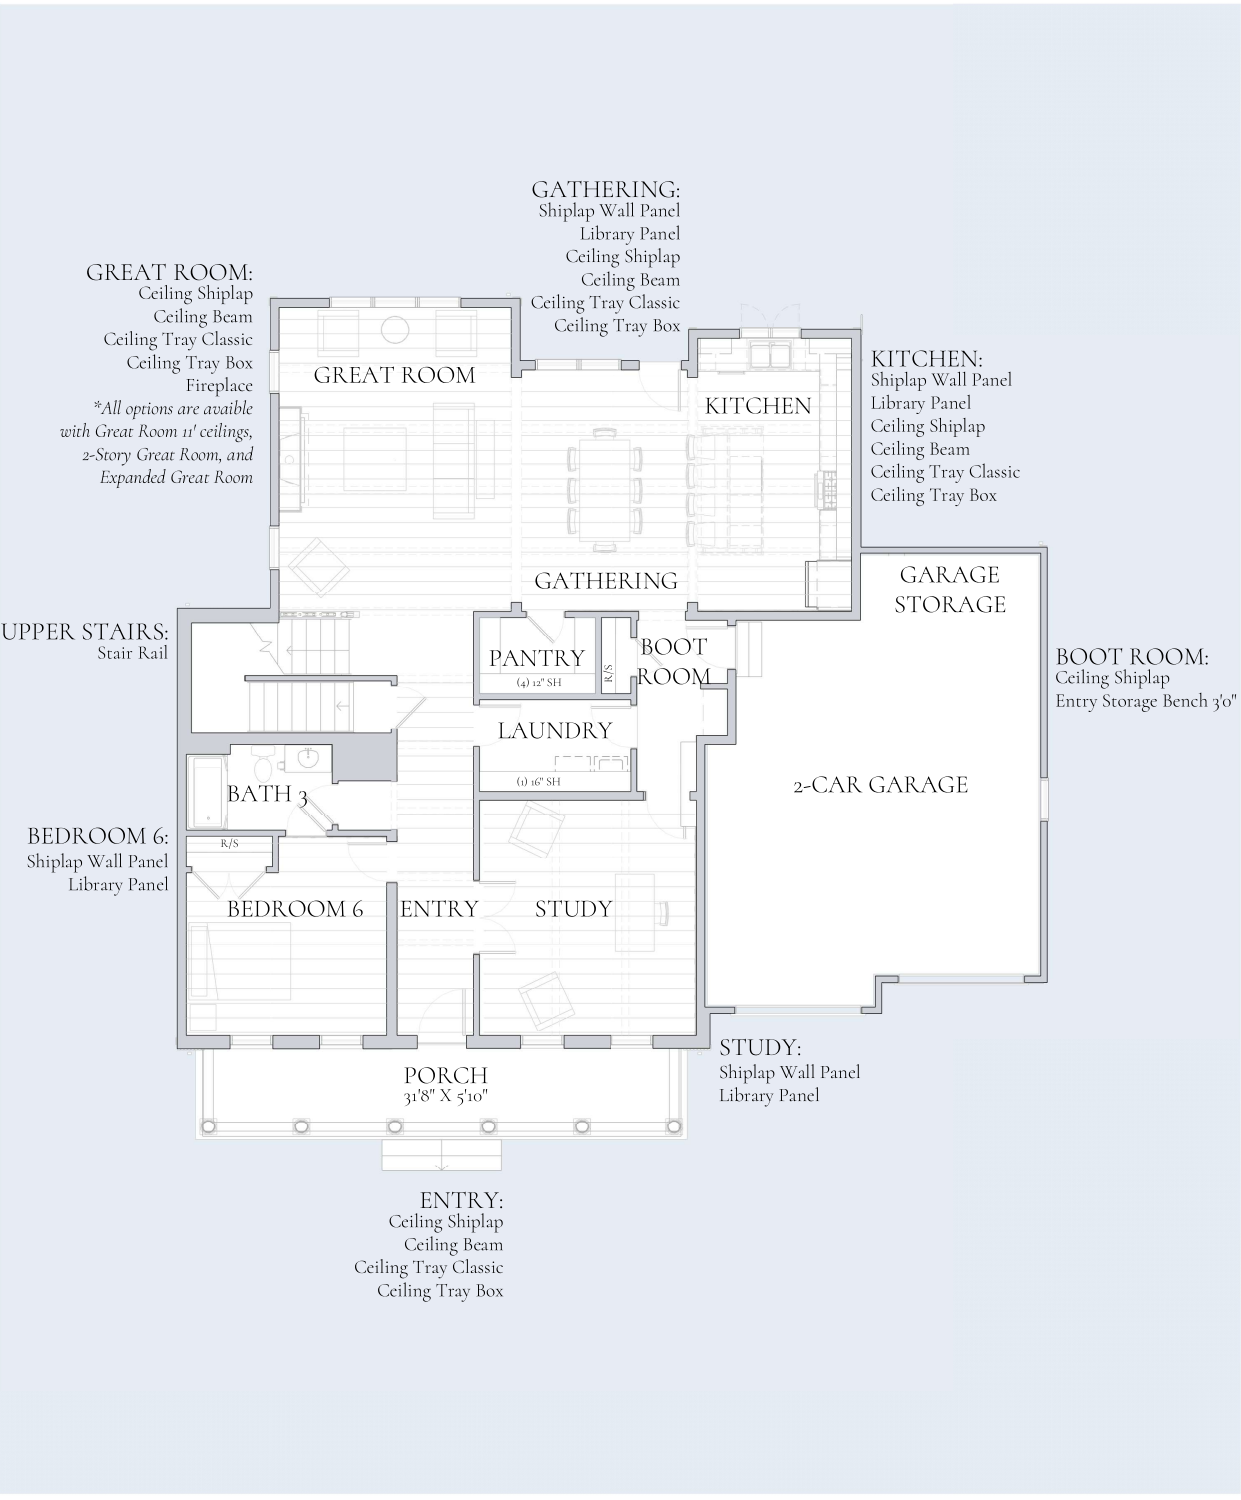 GATHERING:
Shiplap Wall Panel
Library Panel
Ceiling Shiplap
Ceiling Beam
Ceiling Tray Classic
Ceiling Tray Box
GREAT ROOM:
Ceiling Shiplap
Ceiling Beam
Ceiling Tray Classic
Ceiling Tray Box
Fireplace
*All options are avaible
with Great Room 11' ceilings,
2-Story Great Room, and
Expanded Great Room
KITCHEN:
Shiplap Wall Panel
Library Panel
Ceiling Shiplap
Ceiling Beam
Ceiling Tray Classic
Ceiling Tray Box
GREAT ROOM
KITCHEN
GATHERING
GARAGE
STORAGE
UPPER STAIRS:
Stair Rail
PANTRY
(4) 12" SH
R/S
BOOT
ROOM
BOOT ROOM:
Ceiling Shiplap
Entry Storage Bench 3'0"
LAUNDRY
(1) 16" SH
2-CAR GARAGE
BATH 3
BEDROOM 6:
Shiplap Wall Panel
Library Panel
R/S
BEDROOM 6
ENTRY
STUDY
STUDY:
Shiplap Wall Panel
Library Panel
PORCH
31'8" X 5'10"
ENTRY:
Ceiling Shiplap
Ceiling Beam
Ceiling Tray Classic
Ceiling Tray Box